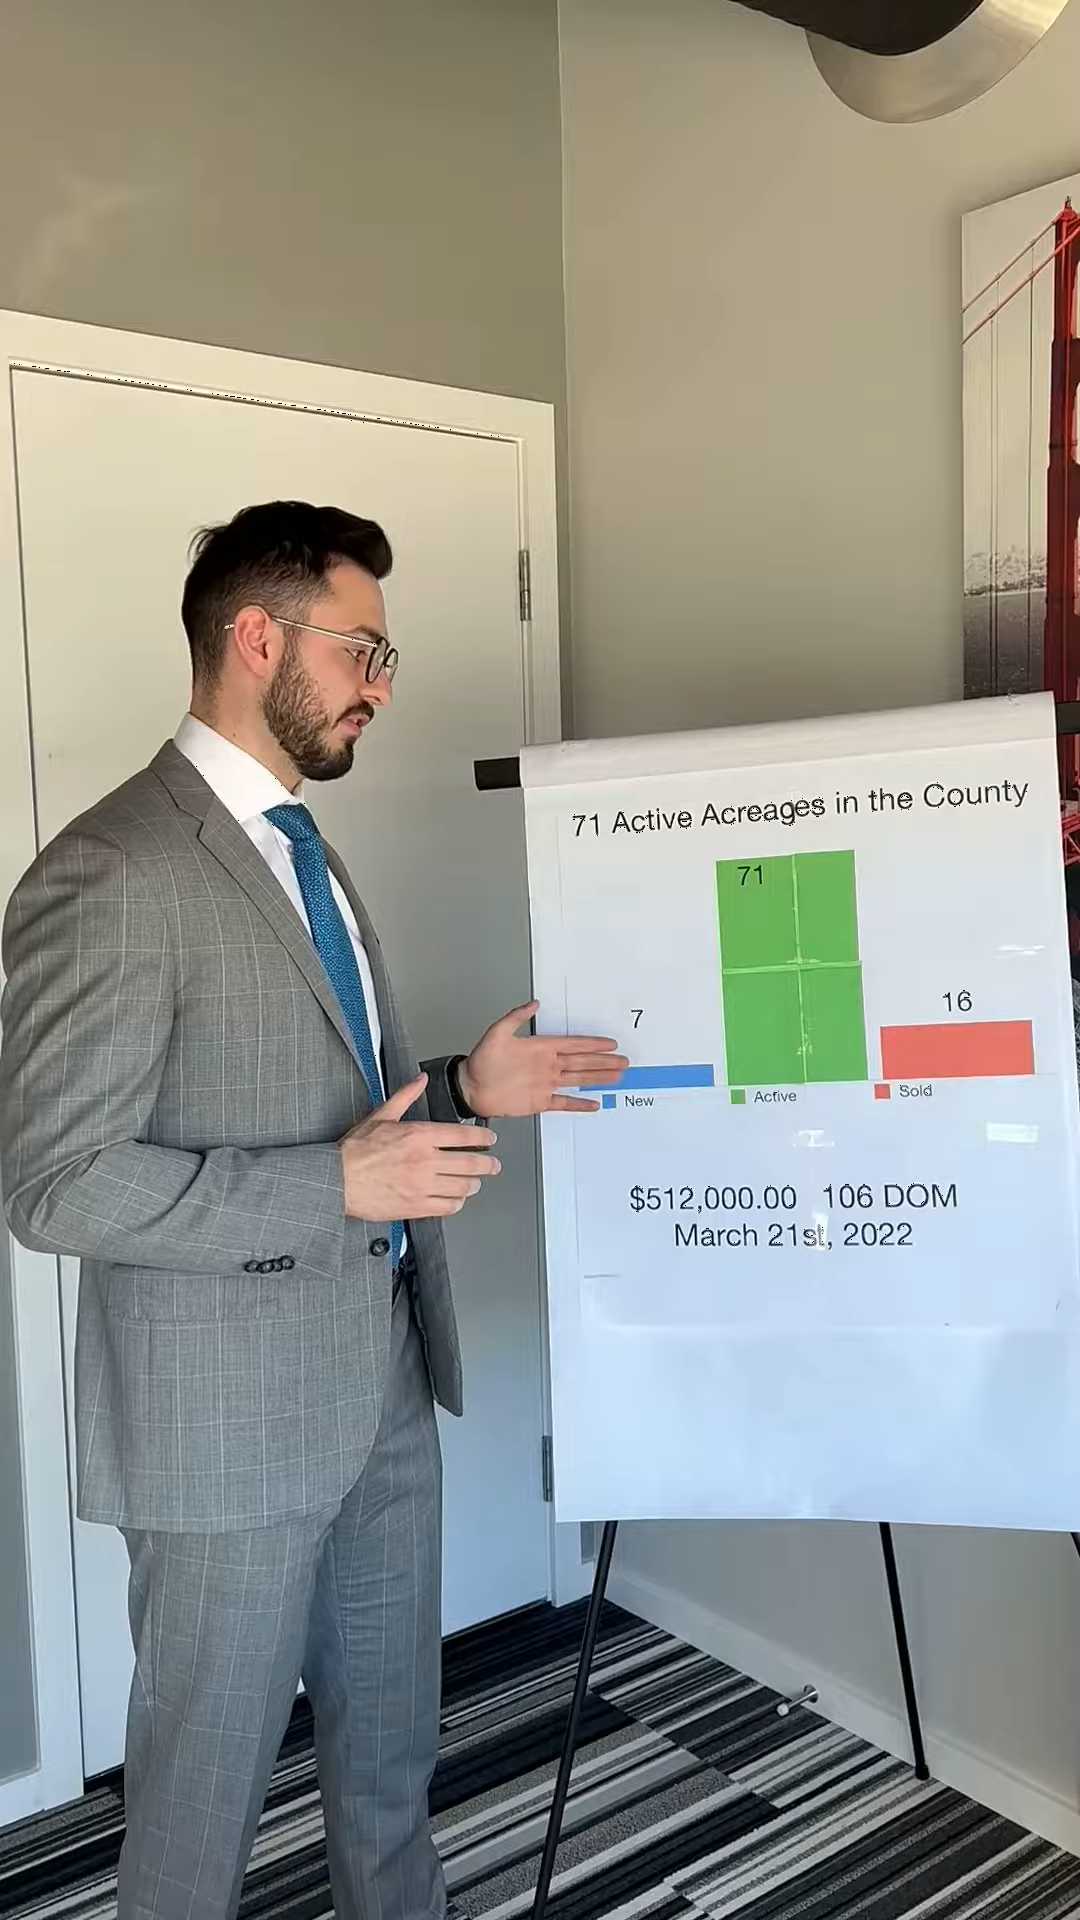 71 Active Acreages in the County
71
7
16
New Active Sold
$512,000.00 106 DOM
March 21st, 2022